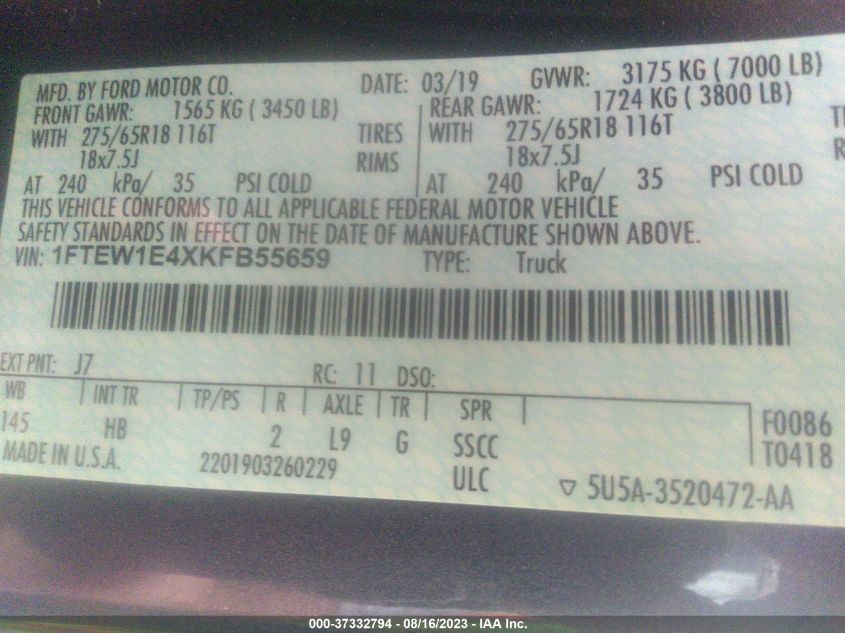 MFD. BY FORD MOTOR CO. DATE: 03/19 GVWR: 3175 KG ( 7000 LB)
FRONT GAWR: 1565 KG ( 3450 LB) REAR GAWR: 1724 KG ( 3800 LB)
WITH 275/65R18 116T TIRES WITH 275/65R18 116T
18x7.5J RIMS 18x7.5J
AT 240 kPa/ 35 PSI COLD AT 240 kPa/ 35 PSI COLD
THIS VEHICLE CONFORMS TO ALL APPLICABLE FEDERAL MOTOR VEHICLE
SAFETY STANDARDS IN EFFECT ON THE DATE OF MANUFACTURE SHOWN ABOVE.
VIN: 1FTEW1E4XKFB55659 TYPE: Truck
EXT PNT: J7 RC: 11 DSO:
WB INT TR TP/PS R AXLE TR SPR F0086
145 HB 2 L9 G SSCC T0418
MADE IN U.S.A. 2201903260229 ULC ▽ 5U5A-3520472-AA
000-37332794 - 08/16/2023 - IAA Inc.